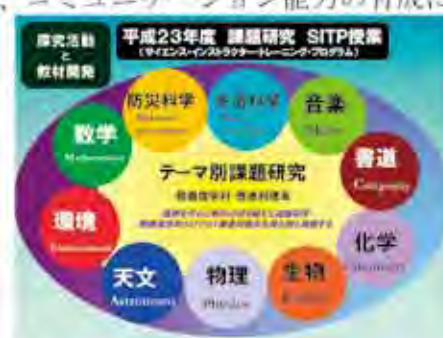 、コミュニケーション能力の育成に
探究活動
と
教材開発
平成23年度 課題研究 SITP授業
(サイエンス・インストラクター・トレーニング・プログラム)
防災科学
音楽
Music
数学
Mathematics
書道
テーマ別課題研究
環境
Environment
化学
Chemistry
天文
Astronomy
物理
Physics
生物